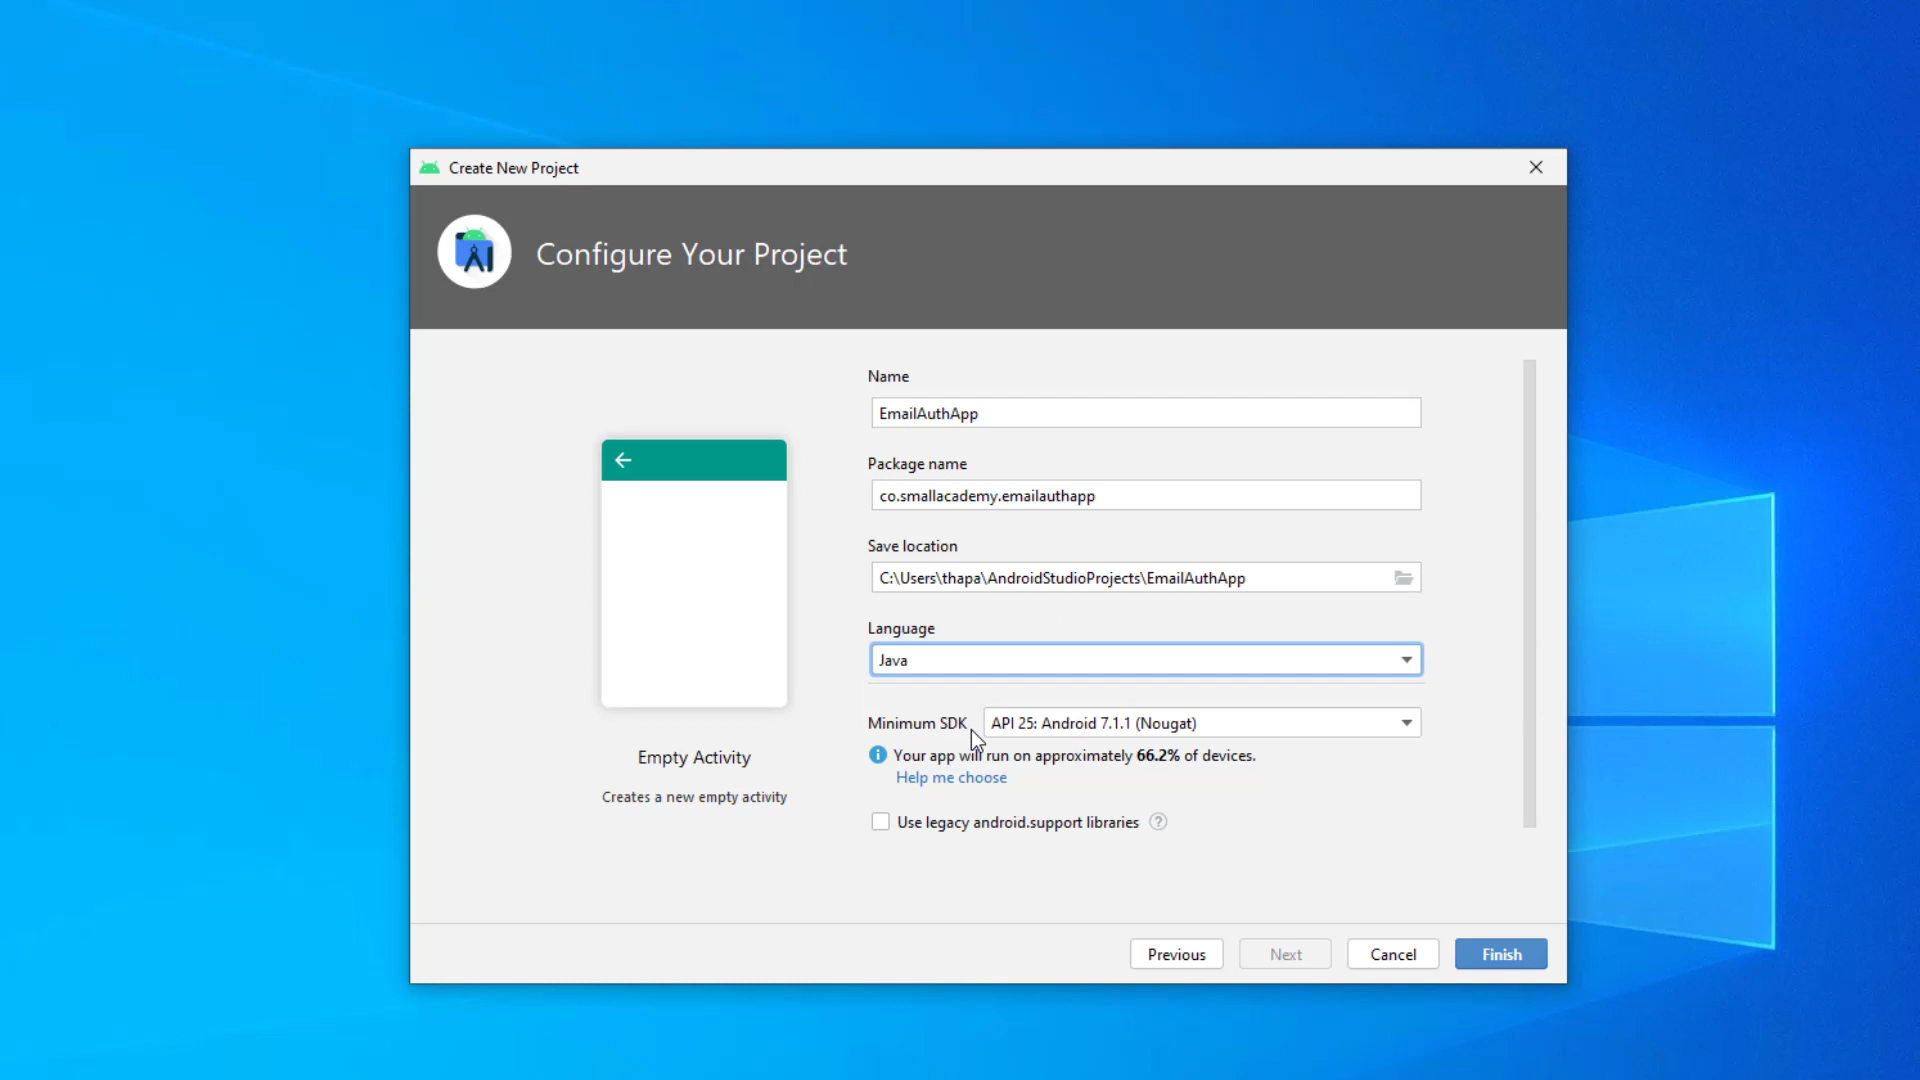 Create New Project
Configure Your Project
Name
EmailAuthApp
Package name
co.smallacademy.emailauthapp
Save location
C:\Users\thapa\AndroidStudioProjects\EmailAuthApp
Language
Java
Minimum SDK API 25: Android 7.1.1 (Nougat)
Your app will run on approximately 66.2% of devices.
Help me choose
Use legacy android.support libraries ?
Empty Activity
Creates a new empty activity
Previous Next Cancel Finish